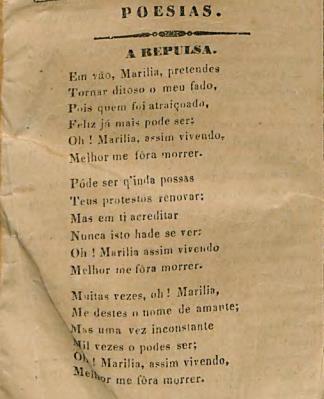 POESIAS.
A REPULSA.
Em vão, Marilia, pretendes
Tornar ditoso o meu fado,
Pois quem foi atraiçoado,
Feliz já mais pode ser;
Oh ! Marilia, assim vivendo,
Melhor me fôra morrer.
Póde ser q'inda possas
Teus protestos renovar;
Mas em ti acreditar
Nunca isto hade se ver;
Oh ! Marilia assim vivendo
Melhor me fôra morrer.
Muitas vezes, oh ! Marilia,
Me destes o nome de amante;
Mas uma vez inconstante
Mil vezes o podes ser;
Oh ! Marilia, assim vivendo,
Melhor me fôra morrer.